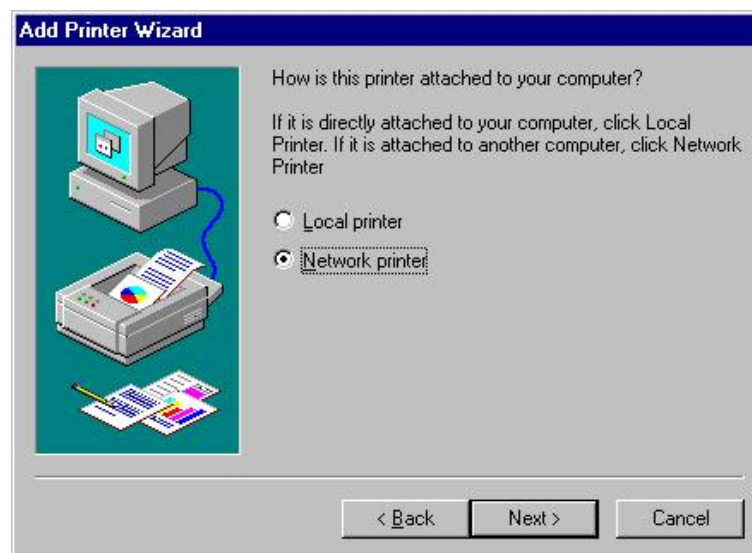 Add Printer Wizard
How is this printer attached to your computer?
If it is directly attached to your computer, click Local
Printer. If it is attached to another computer, click Network
Printer
Local printer
Network printer
< Back
Next >
Cancel